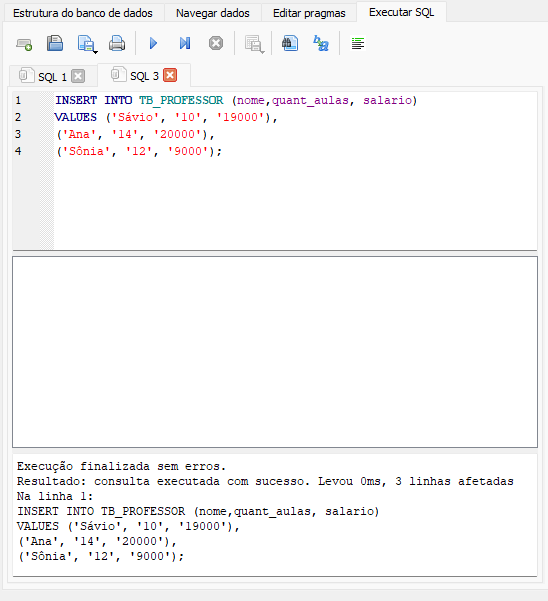 Estrutura do banco de dados Navegar dados Editar pragmas Executar SQL
SQL 1 SQL 3
1 INSERT INTO TB_PROFESSOR (nome,quant_aulas, salario)
2 VALUES ('Sávio', '10', '19000'),
3 ('Ana', '14', '20000'),
4 ('Sônia', '12', '9000');
Execução finalizada sem erros.
Resultado: consulta executada com sucesso. Levou 0ms, 3 linhas afetadas
Na linha 1:
INSERT INTO TB_PROFESSOR (nome,quant_aulas, salario)
VALUES ('Sávio', '10', '19000'),
('Ana', '14', '20000'),
('Sônia', '12', '9000');